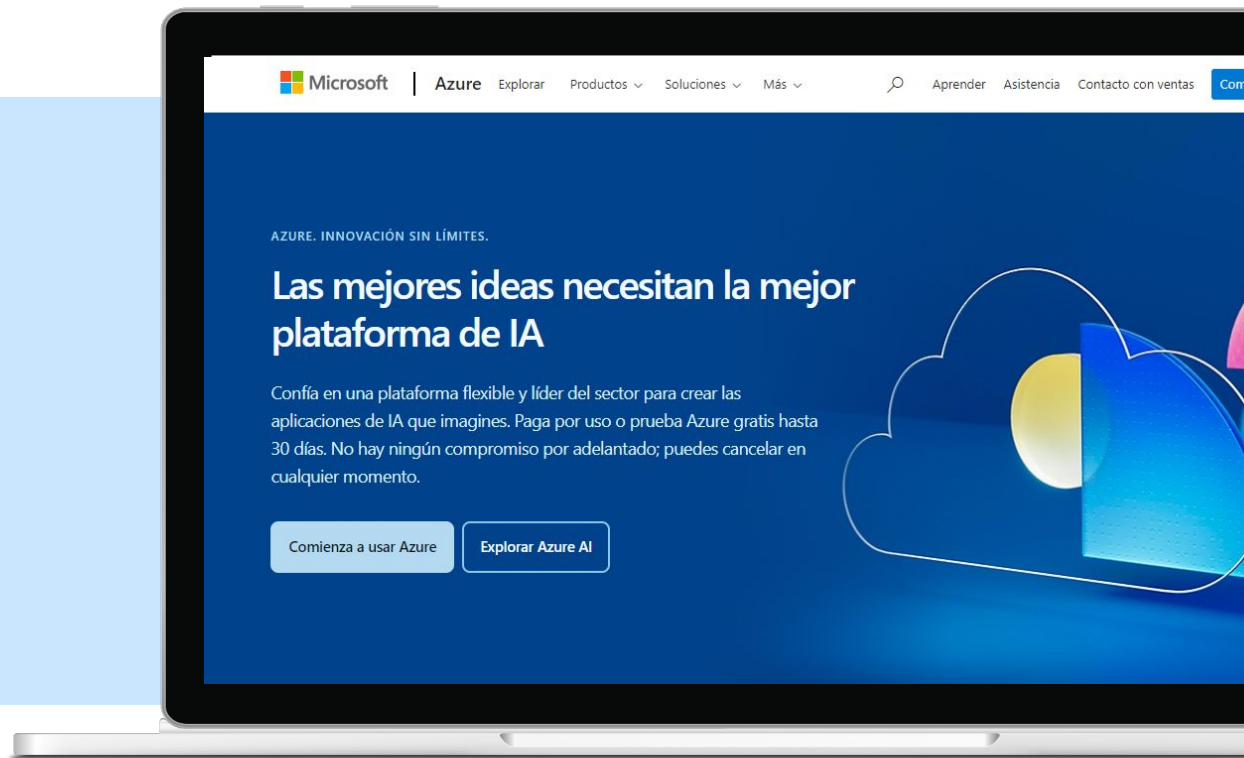 Microsoft | Azure Explorar Productos Soluciones Más Aprender Asistencia Contacto con ventas
AZURE. INNOVACIÓN SIN LÍMITES.
Las mejores ideas necesitan la mejor
plataforma de IA
Confía en una plataforma flexible y líder del sector para crear las
aplicaciones de IA que imagines. Paga por uso o prueba Azure gratis hasta
30 días. No hay ningún compromiso por adelantado; puedes cancelar en
cualquier momento.
Comienza a usar Azure Explorar Azure AI